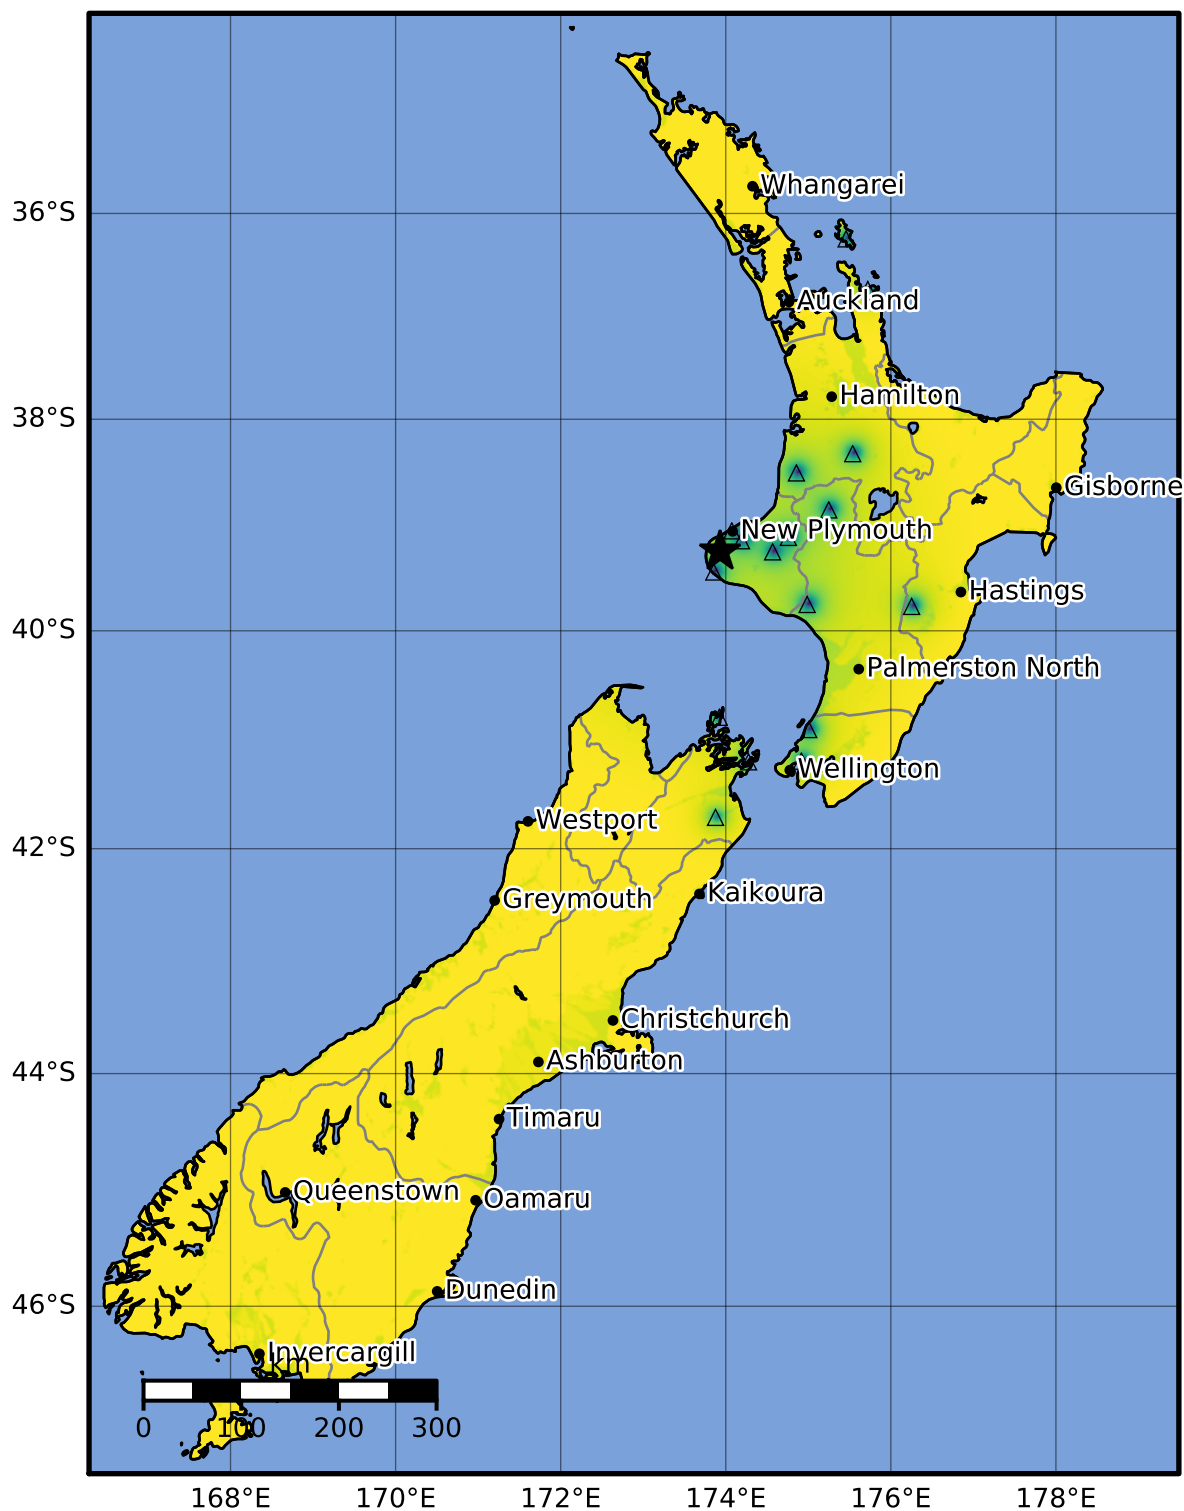 Whangarei
36°S
Auckland
Hamilton
38°S
Gisborne
New Plymouth
Hastings
40°S
Palmerston North
Wellington
Westport
42°S
Kaikoura
Greymouth
Christchurch
Ashburton
44°S
Timaru
Queenstown
Oamaru
Dunedin
46°S
Invercargill
km
0 100 200 300
168°E 170°E 172°E 174°E 176°E 178°E